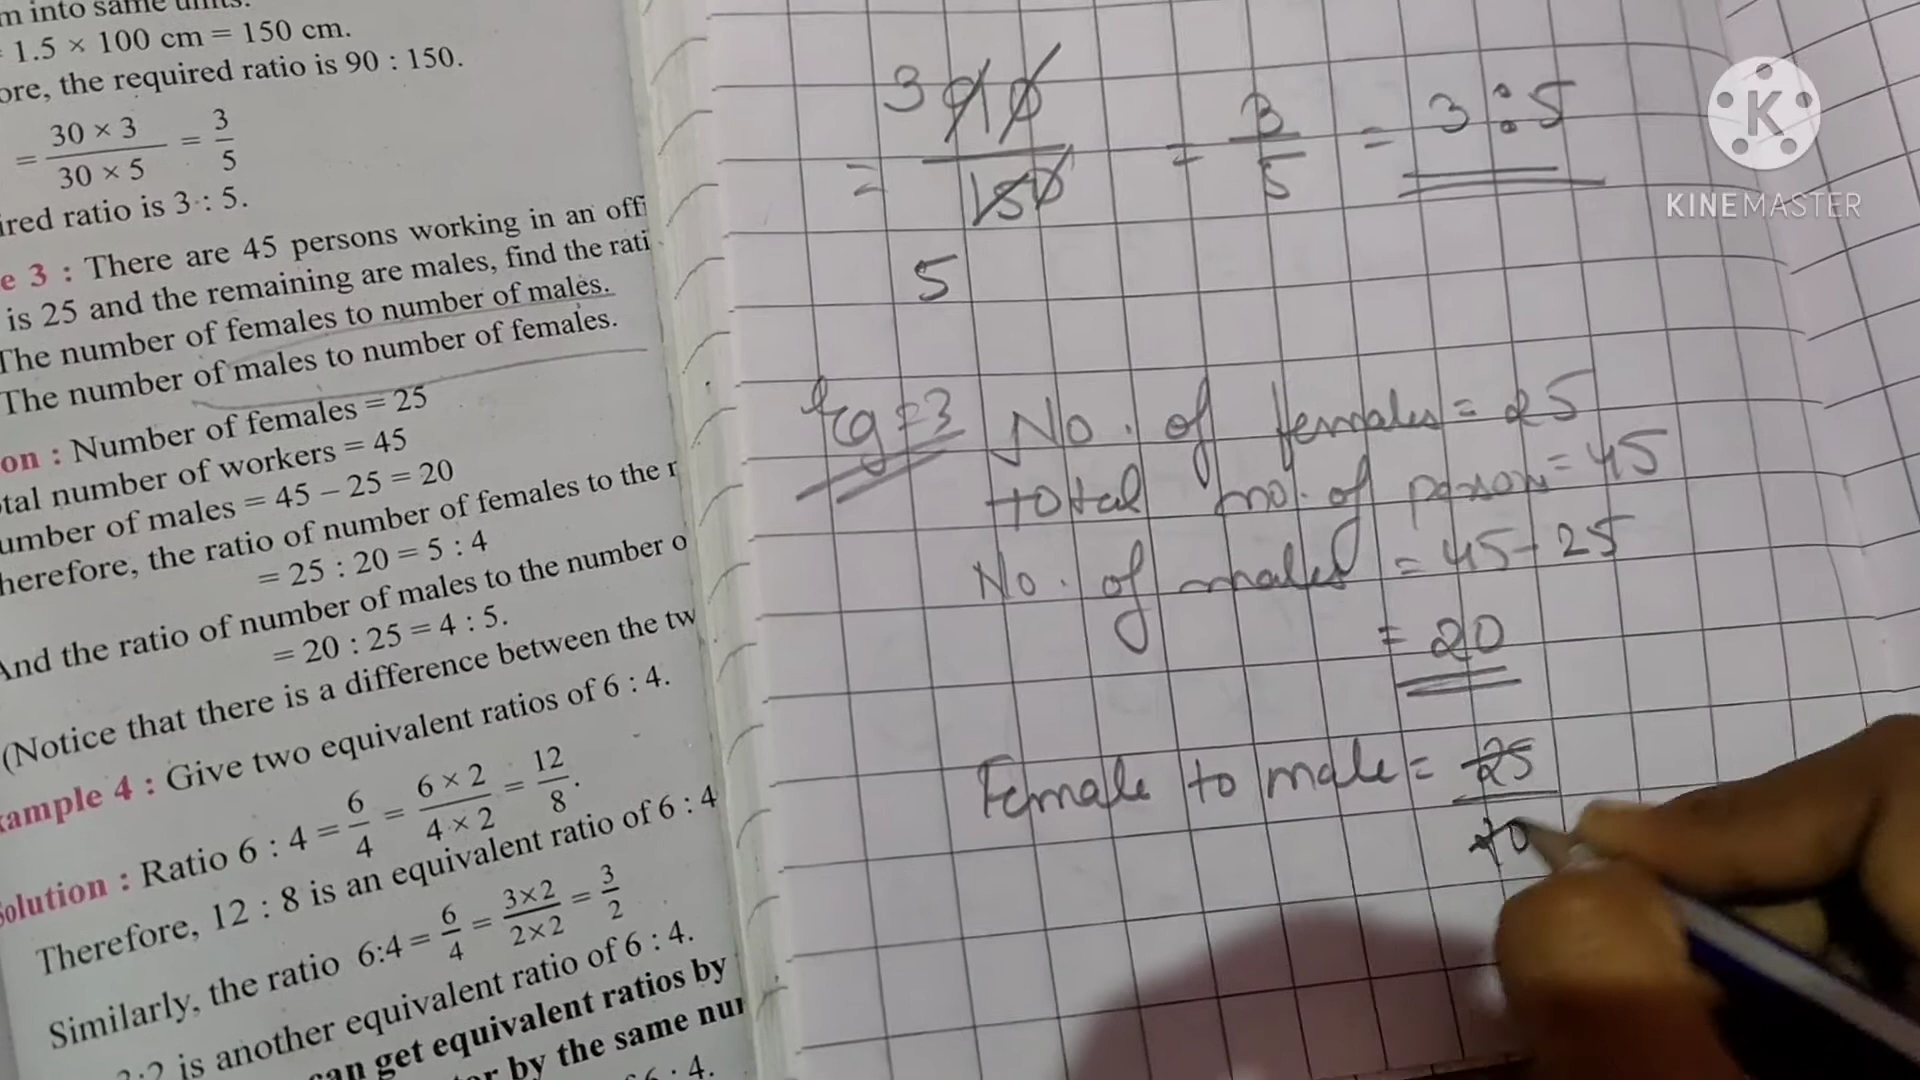 m into same units.
= 1.5 × 100 cm = 150 cm.
ore, the required ratio is 90 : 150.
= 30 × 3 / 30 × 5 = 3 / 5
ired ratio is 3 : 5.
e 3 : There are 45 persons working in an offi
is 25 and the remaining are males, find the rati
The number of females to number of males.
The number of males to number of females.
on : Number of females = 25
tal number of workers = 45
umber of males = 45 – 25 = 20
herefore, the ratio of number of females to the
= 25 : 20 = 5 : 4
And the ratio of number of males to the number o
= 20 : 25 = 4 : 5.
(Notice that there is a difference between the tw
xample 4 : Give two equivalent ratios of 6 : 4.
Solution : Ratio 6 : 4 = 6 / 4 = 6 × 2 / 4 × 2 = 12 / 8.
Therefore, 12 : 8 is an equivalent ratio of 6 : 4
Similarly, the ratio 6:4 = 6 / 4 = 3×2 / 2×2 = 3 / 2
3:2 is another equivalent ratio of 6 : 4.
can get equivalent ratios by
or by the same nu
6 : 4.
3 90
= 150 = 3 / 5 = 3 : 5
5
Eg = 3 No. of females = 25
total no. of person = 45
No. of males = 45 - 25
= 20
Female to male = 25
KINEMASTER